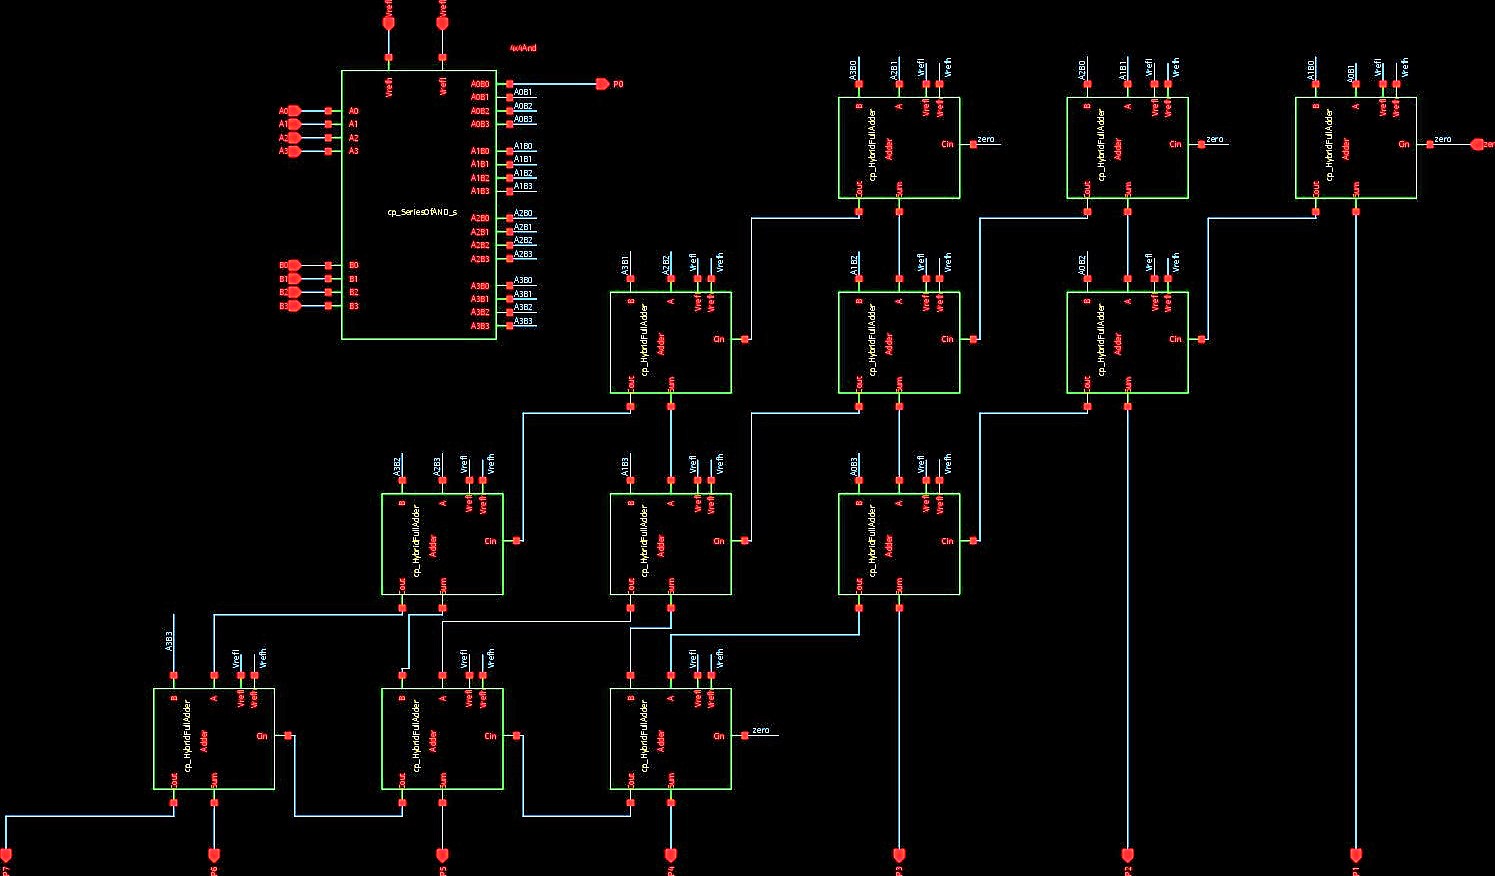 Vrefh Vrefl
4x4And
Vrefh Vrefl
A0 A0 A0B0 P0
A1 A1 A0B1 A0B1
A2 A2 A0B2 A0B2
A3 A3 A0B3 A0B3
A1B0 A1B0
A1B1 A1B1
A1B2 A1B2
A1B3 A1B3
cp_SeriesOfAND_s
A2B0 A2B0
A2B1 A2B1
A2B2 A2B2
A2B3 A2B3
B0 B0 A3B0 A3B0
B1 B1 A3B1 A3B1
B2 B2 A3B2 A3B2
B3 B3 A3B3 A3B3
A3B0 A2B1 Vrefl Vrefh
B A Vrefl Vrefh
cp_HybridFullAdder
Adder
Cin zero
Cout Sum
A2B0 A1B1 Vrefl Vrefh
B A Vrefl Vrefh
cp_HybridFullAdder
Adder
Cin zero
Cout Sum
A1B0 A0B1 Vrefl Vrefh
B A Vrefl Vrefh
cp_HybridFullAdder
Adder
Cin zero
Cout Sum
A3B1 A2B2 Vrefl Vrefh
B A Vrefl Vrefh
cp_HybridFullAdder
Adder
Cin
Cout Sum
A1B2 Vrefl Vrefh
B A Vrefl Vrefh
cp_HybridFullAdder
Adder
Cin
Cout Sum
A0B2 Vrefl Vrefh
B A Vrefl Vrefh
cp_HybridFullAdder
Adder
Cin
Cout Sum
A3B2 A2B3 Vrefl Vrefh
B A Vrefl Vrefh
cp_HybridFullAdder
Adder
Cin
Cout Sum
A1B3 Vrefl Vrefh
B A Vrefl Vrefh
cp_HybridFullAdder
Adder
Cin
Cout Sum
A0B3 Vrefl Vrefh
B A Vrefl Vrefh
cp_HybridFullAdder
Adder
Cin
Cout Sum
A3B3 Vrefl Vrefh
B A Vrefl Vrefh
cp_HybridFullAdder
Adder
Cin
Cout Sum
Vrefl Vrefh
B A Vrefl Vrefh
cp_HybridFullAdder
Adder
Cin
Cout Sum
Vrefl Vrefh
B A Vrefl Vrefh
cp_HybridFullAdder
Adder
Cin zero
Cout Sum
P7 P6 P5 P4 P3 P2 P1